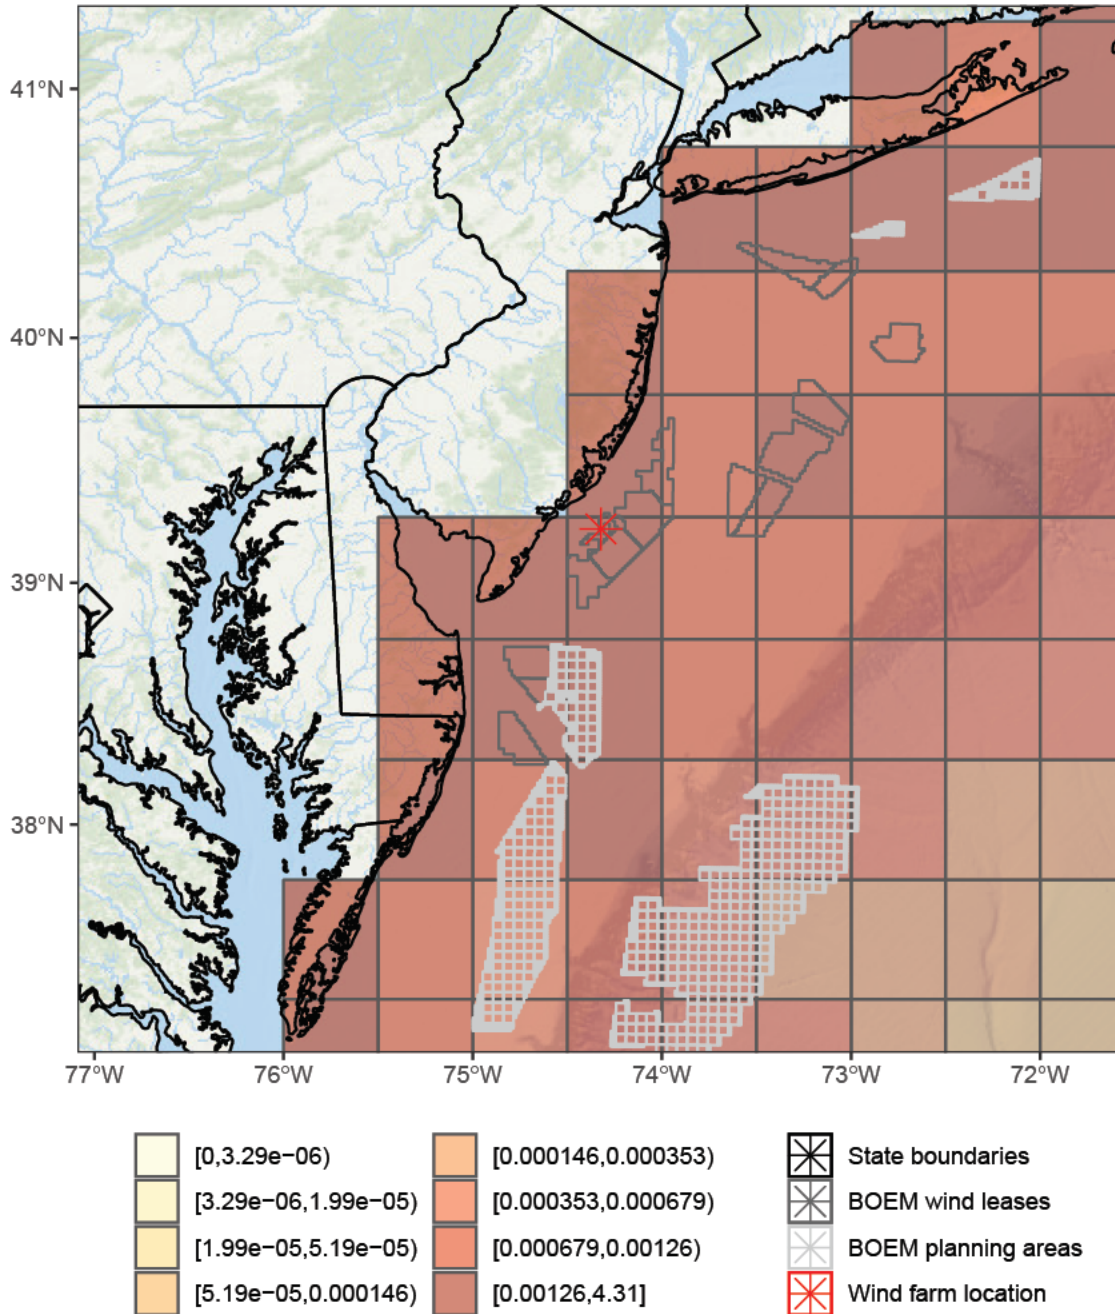 41°N
40°N
39°N
38°N
77°W 76°W 75°W 74°W 73°W 72°W
[0,3.29e−06) [0.000146,0.000353) State boundaries
[3.29e−06,1.99e−05) [0.000353,0.000679) BOEM wind leases
[1.99e−05,5.19e−05) [0.000679,0.00126) BOEM planning areas
[5.19e−05,0.000146) [0.00126,4.31] Wind farm location